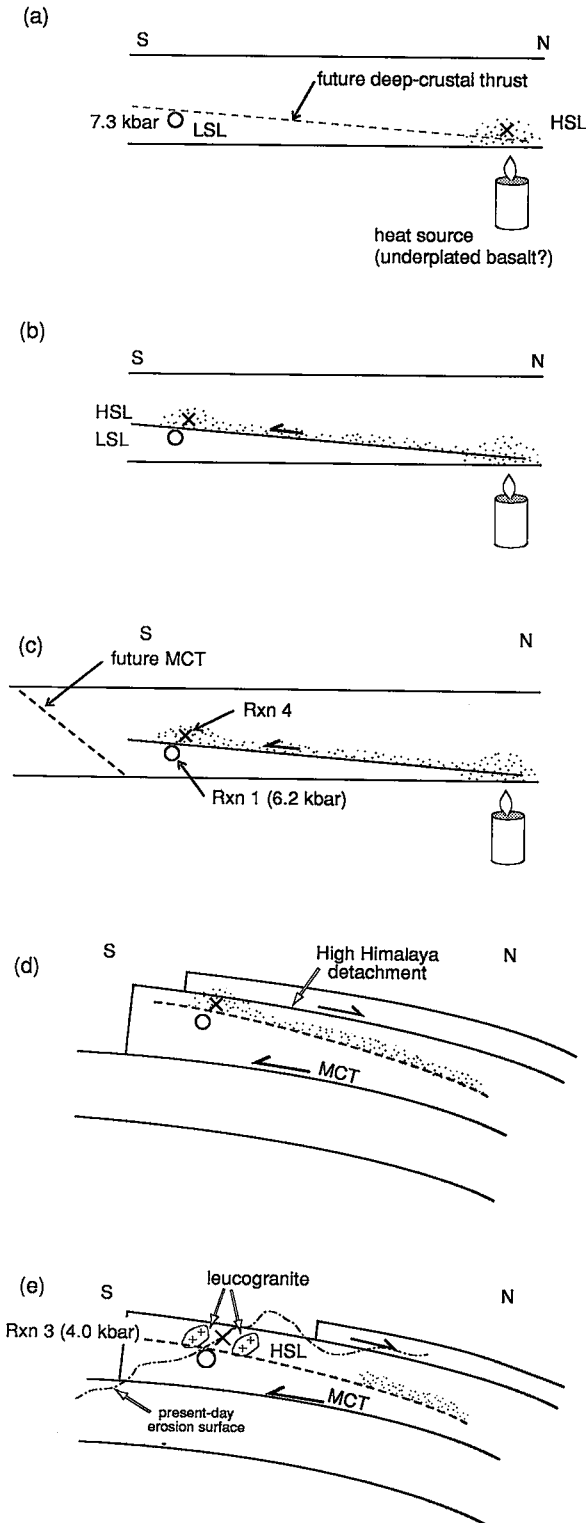 (a)
S
N
future deep-crustal thrust
7.3 kbar
LSL
HSL
heat source
(underplated basalt?)
(b)
S
N
HSL
LSL
(c)
S
N
future MCT
Rxn 4
Rxn 1 (6.2 kbar)
(d)
S
N
High Himalaya
detachment
MCT
(e)
S
N
leucogranite
Rxn 3 (4.0 kbar)
HSL
MCT
present-day
erosion surface